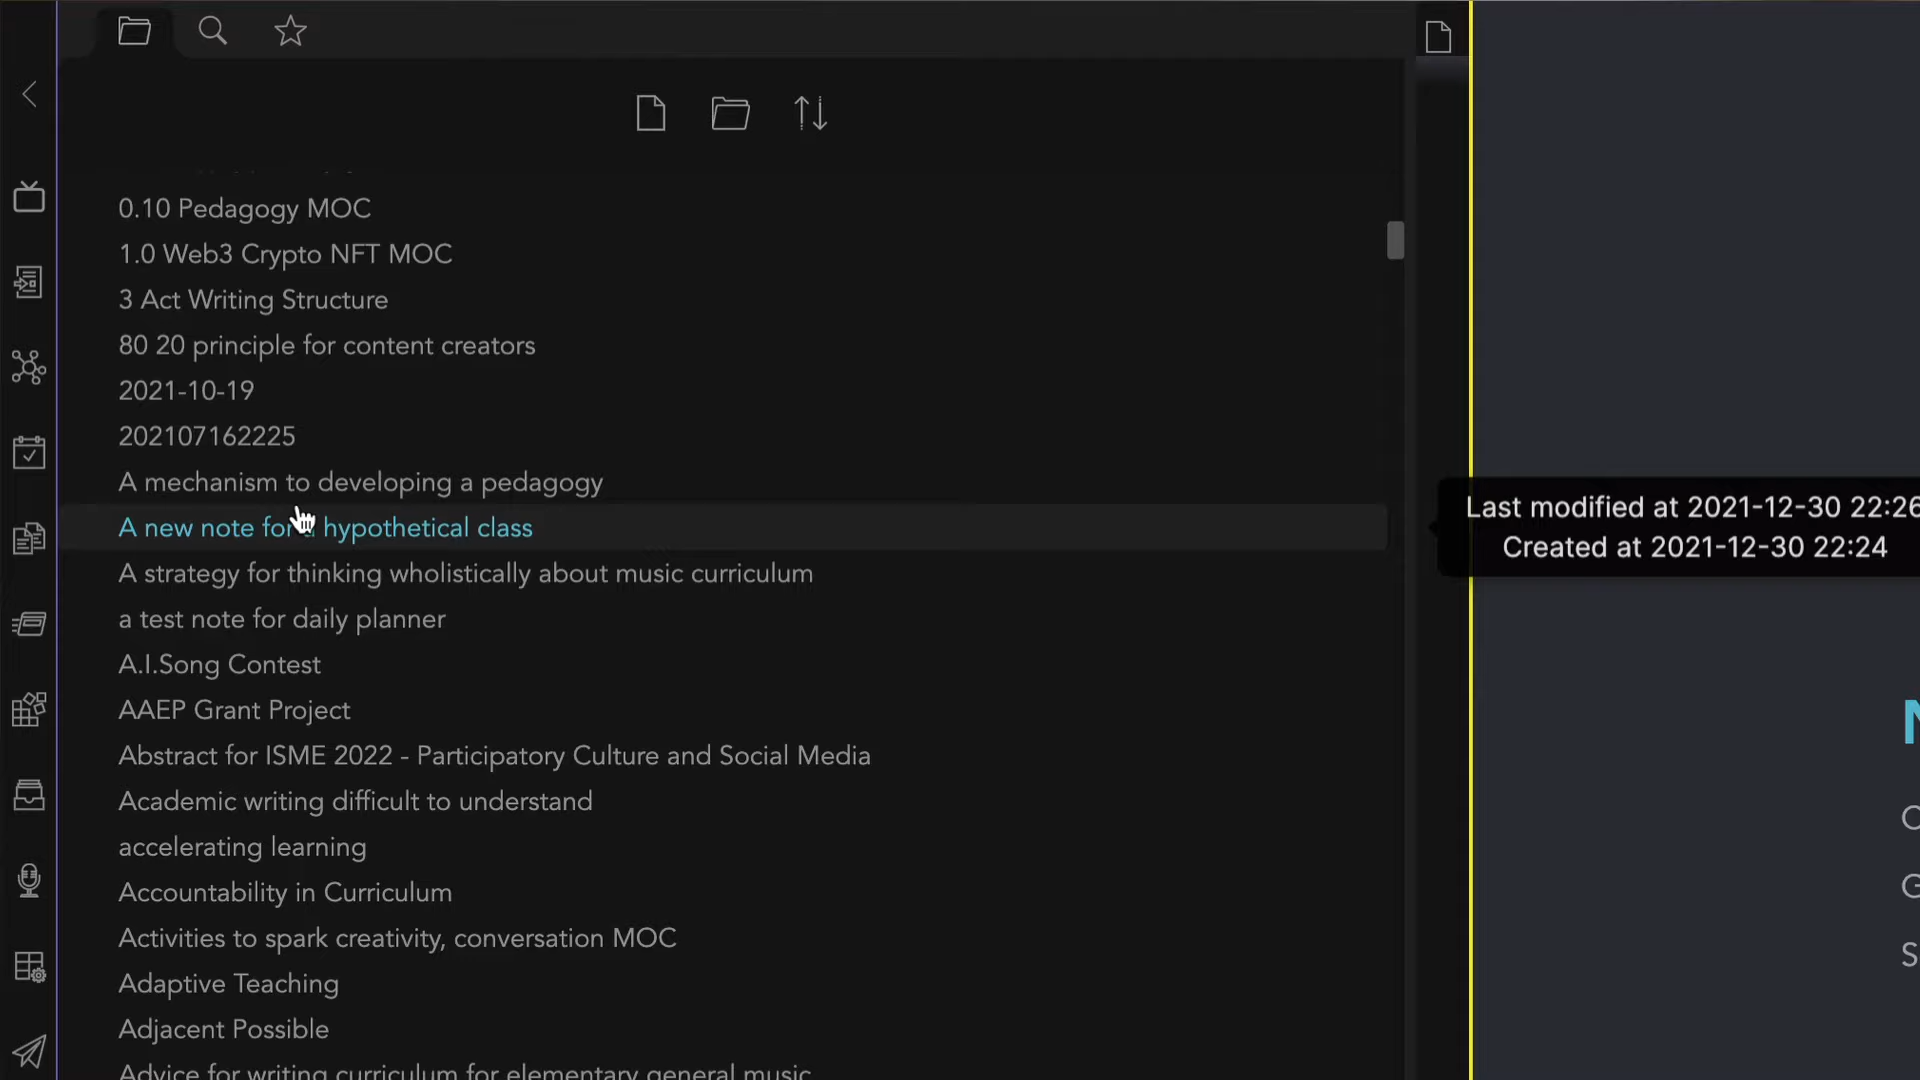 0.10 Pedagogy MOC
1.0 Web3 Crypto NFT MOC
3 Act Writing Structure
80 20 principle for content creators
2021-10-19
202107162225
A mechanism to developing a pedagogy
A new note for a hypothetical class
A strategy for thinking wholistically about music curriculum
a test note for daily planner
A.I.Song Contest
AAEP Grant Project
Abstract for ISME 2022 - Participatory Culture and Social Media
Academic writing difficult to understand
accelerating learning
Accountability in Curriculum
Activities to spark creativity, conversation MOC
Adaptive Teaching
Adjacent Possible
Advice for writing curriculum for elementary general music
Last modified at 2021-12-30 22:26
Created at 2021-12-30 22:24